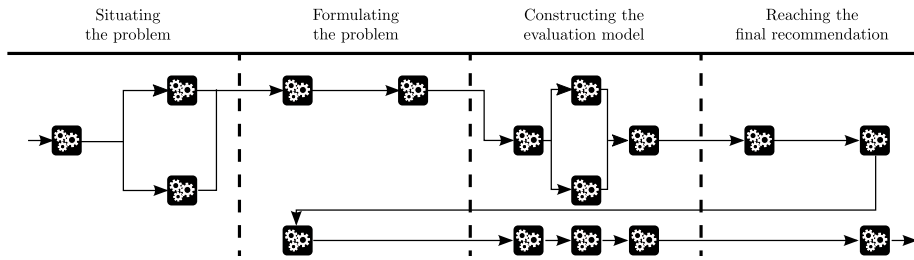 Situating
the problem
Formulating
the problem
Constructing the
evaluation model
Reaching the
final recommendation